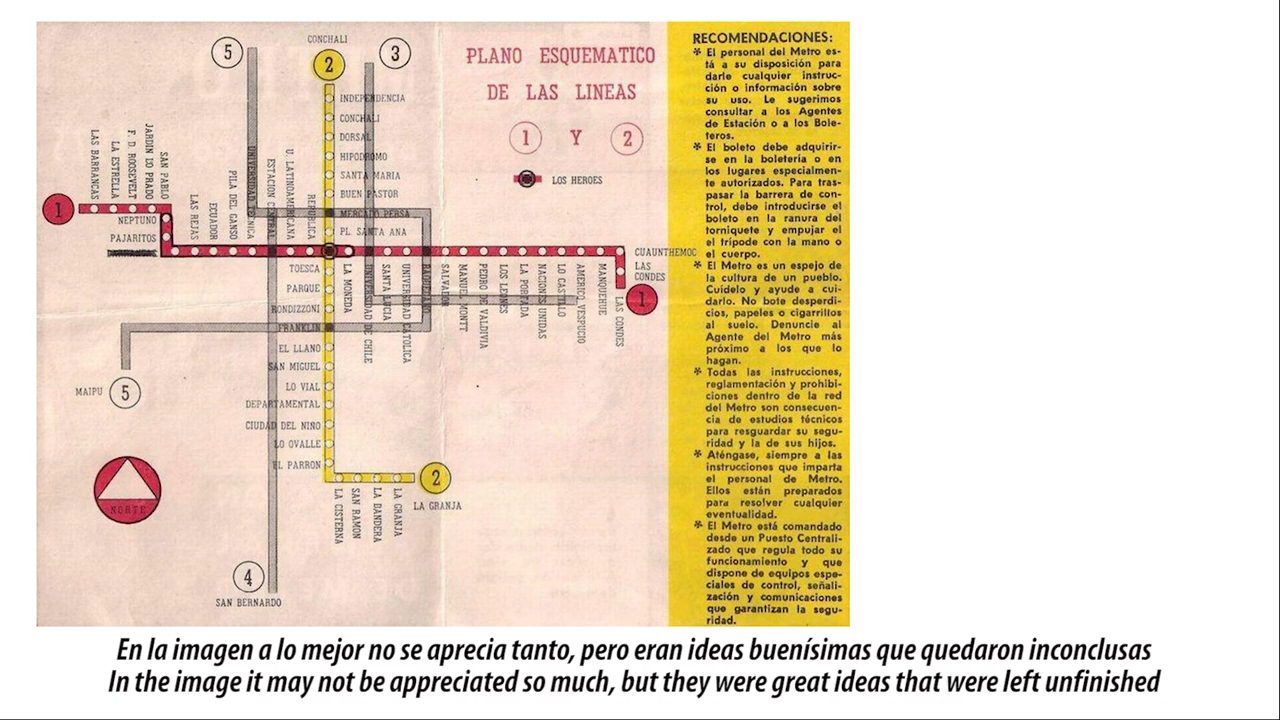 CONCHALI
5
2
3
INDEPENDENCIA
CONCHALI
DORSAL
HIPODROMO
SANTA MARIA
BUEN PASTOR
MERCADO PERSA
PL. SANTA ANA
PLANO ESQUEMATICO
DE LAS LINEAS
1 Y 2
LOS HEROES
1
LAS BARRANCAS
LA ESTRELLA
F. D. ROOSEVELT
JARDIN LO PRADO
SAN PABLO
NEPTUNO
PAJARITOS
LAS REJAS
ECUADOR
PILA DEL GANSO
UNIVERSIDAD TECNICA
ESTACION CENTRAL
U. LATINOAMERICANA
REPUBLICA
LA MONEDA
UNIVERSIDAD DE CHILE
SANTA LUCIA
UNIVERSIDAD CATOLICA
SALVADOR
MANUEL MONTT
PEDRO DE VALDIVIA
LOS LEONES
LA PORTADA
NACIONES UNIDAS
LO CASTILLO
AMERICO VESPUCIO
MANQUEHUE
CUAUNTHEMOC
LAS
CONDES
LAS CONDES
1
TOESCA
PARQUE
RONDIZZONI
FRANKLIN
EL LLANO
SAN MIGUEL
LO VIAL
DEPARTAMENTAL
CIUDAD DEL NIÑO
LO OVALLE
EL PARRON
LA CISTERNA
SAN RAMON
LA BANDERA
LA GRANJA
2
LA GRANJA
MAIPU
5
NORTE
4
SAN BERNARDO
RECOMENDACIONES:
* El personal del Metro es-
tá a su disposición para
darle cualquier instruc-
ción o información sobre
su uso. Le sugerimos
consultar a los Agentes
de Estación o a los Bole-
teros.
* El boleto debe adquirir-
se en la boletería o en
los lugares especialmen-
te autorizados. Para tras-
pasar la barrera de con-
trol, debe introducirse el
boleto en la ranura del
torniquete y empujar el
el trípode con la mano o
el cuerpo.
* El Metro es un espejo de
la cultura de un pueblo.
Cuídelo y ayude a cui-
darlo. No bote desperdi-
cios, papeles o cigarrillos
al suelo. Denuncie al
Agente del Metro más
próximo a los que lo
hagan.
* Todas las instrucciones,
reglamentación y prohibi-
ciones dentro de la red
del Metro son consecuen-
cia de estudios técnicos
para resguardar su segu-
ridad y la de sus hijos.
* Aténgase, siempre a las
instrucciones que imparta
el personal de Metro.
Ellos están preparados
para resolver cualquier
eventualidad.
* El Metro está comandado
desde un Puesto Centrali-
zado que regula todo su
funcionamiento y que
dispone de equipos espe-
ciales de control, señali-
zación y comunicaciones
que garantizan la segu-
ridad.
En la imagen a lo mejor no se aprecia tanto, pero eran ideas buenísimas que quedaron inconclusas
In the image it may not be appreciated so much, but they were great ideas that were left unfinished